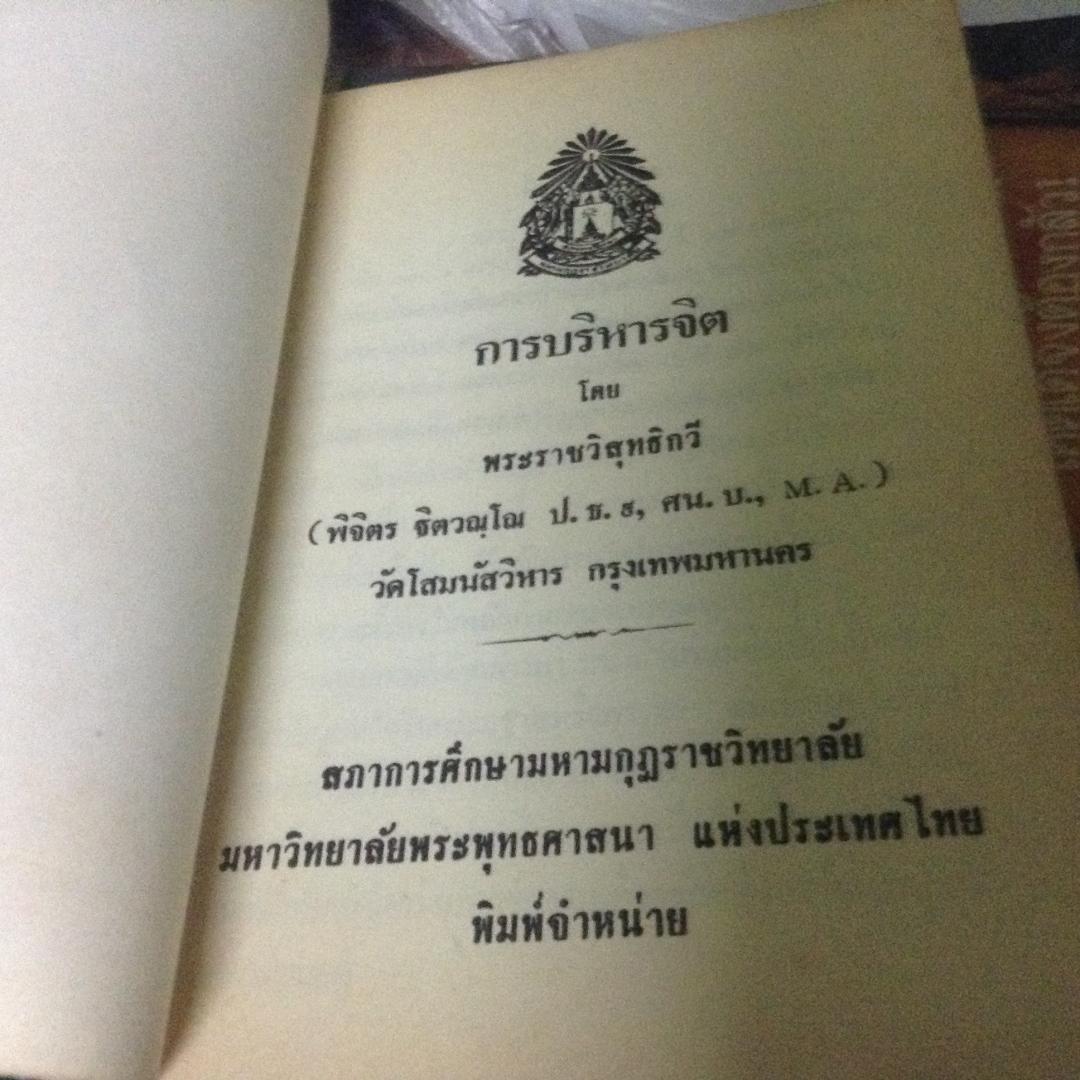 การบริหารจิต
โดย
พระราชวิสุทธิกวี
(พิจิตร ฐิตวณฺโณ ป. ธ. ๙, ศน. บ., M. A.)
วัดโสมนัสวิหาร กรุงเทพมหานคร
สภาการศึกษามหามกุฏราชวิทยาลัย
มหาวิทยาลัยพระพุทธศาสนา แห่งประเทศไทย
พิมพ์จำหน่าย